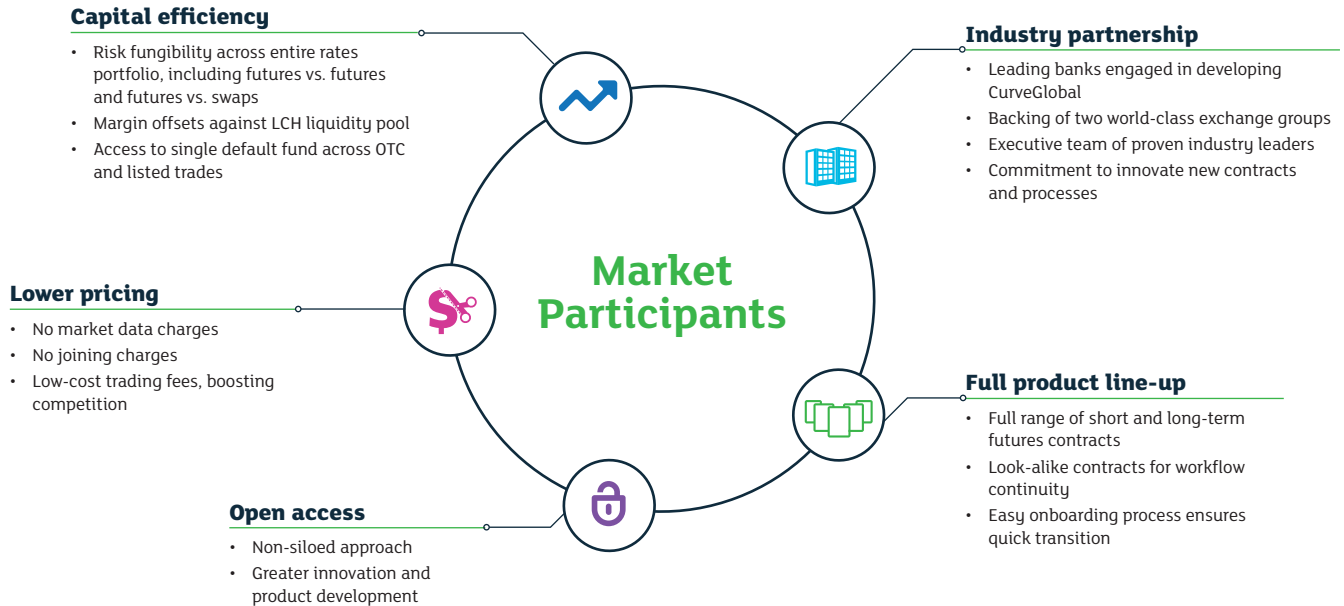 Capital efficiency
• Risk fungibility across entire rates
portfolio, including futures vs. futures
and futures vs. swaps
• Margin offsets against LCH liquidity pool
• Access to single default fund across OTC
and listed trades
Industry partnership
• Leading banks engaged in developing
CurveGlobal
• Backing of two world-class exchange groups
• Executive team of proven industry leaders
• Commitment to innovate new contracts
and processes
Market
Participants
Lower pricing
• No market data charges
• No joining charges
• Low-cost trading fees, boosting
competition
Full product line-up
• Full range of short and long-term
futures contracts
• Look-alike contracts for workflow
continuity
• Easy onboarding process ensures
quick transition
Open access
• Non-siloed approach
• Greater innovation and
product development